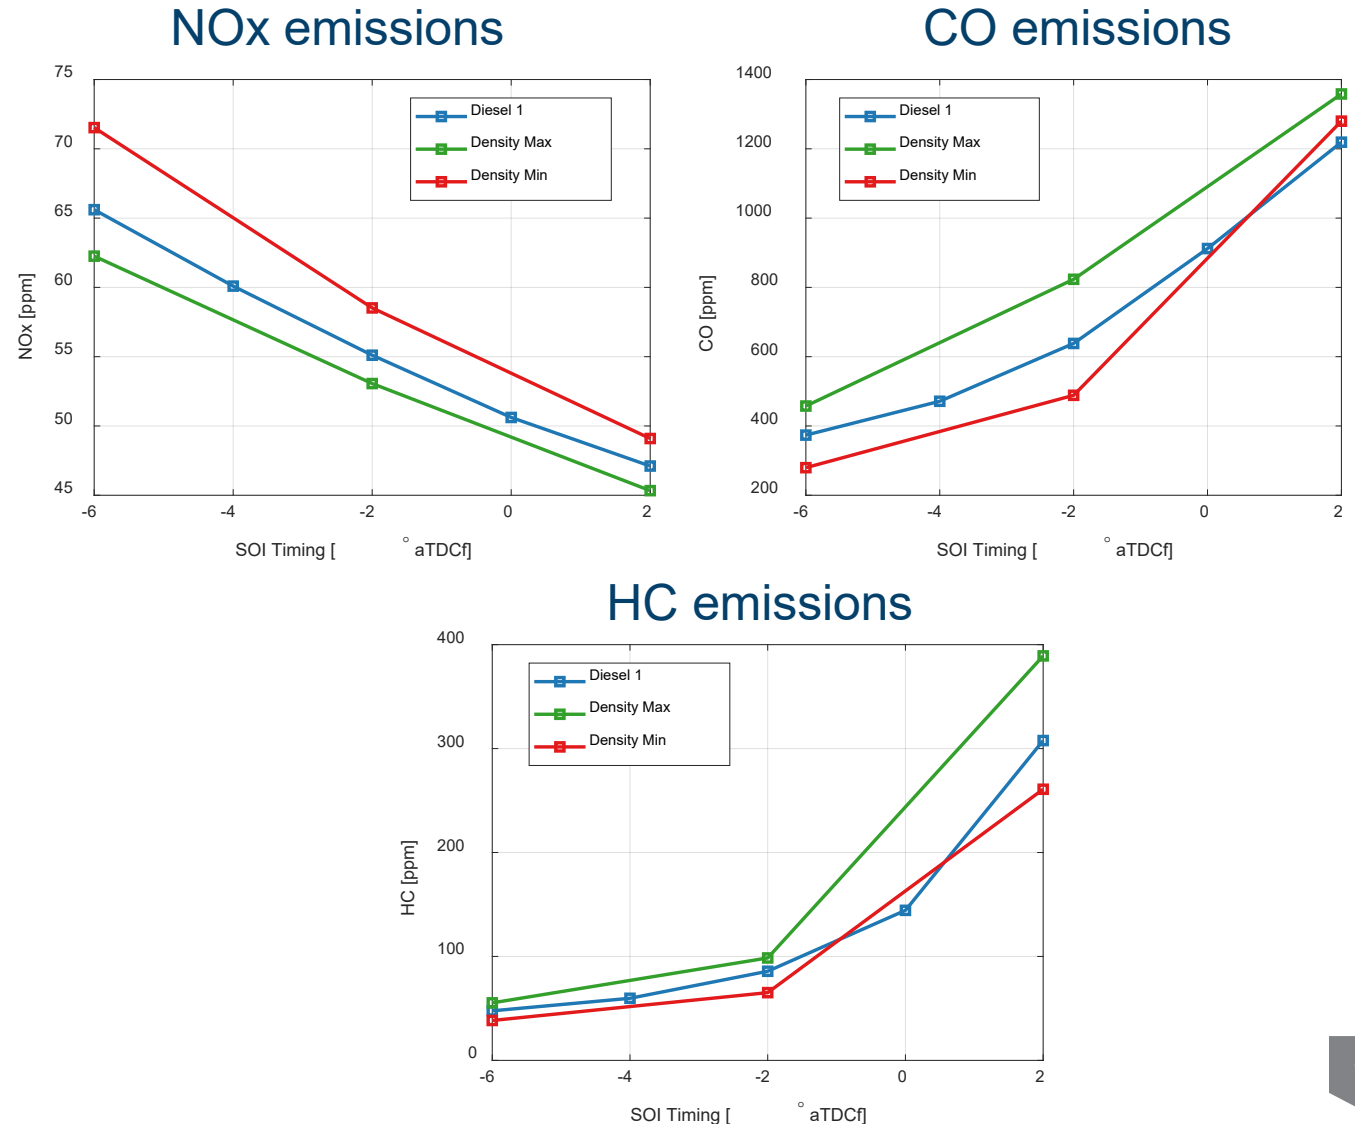 NOx emissions
75
70
65
60
55
50
45
NOx [ppm]
Diesel 1
Density Max
Density Min
-6 -4 -2 0 2
SOI Timing [ ° aTDCf]
CO emissions
1400
1200
1000
800
600
400
200
CO [ppm]
Diesel 1
Density Max
Density Min
-6 -4 -2 0 2
SOI Timing [ ° aTDCf]
HC emissions
400
300
200
100
0
HC [ppm]
Diesel 1
Density Max
Density Min
-6 -4 -2 0 2
SOI Timing [ ° aTDCf]